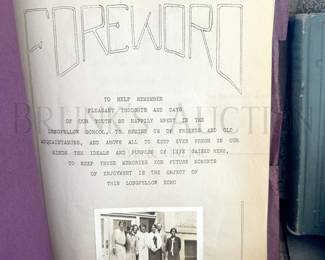 FOREWORD
TO HELP REMEMBER
PLEASANT INCIDENTS AND DAYS
OF OUR YOUTH SO HAPPILY SPENT IN THE
LONGFELLOW SCHOOL, TO REMIND US OF FRIENDS AND OLD
ACQUAINTANCES, AND ABOVE ALL TO KEEP EVER FRESH IN OUR
MINDS THE IDEALS AND PURPOSE OF LIFE GAINED HERE,
TO KEEP THESE MEMORIES FOR FUTURE MOMENTS
OF ENJOYMENT IS THE OBJECT OF
THIS LONGFELLOW ECHO